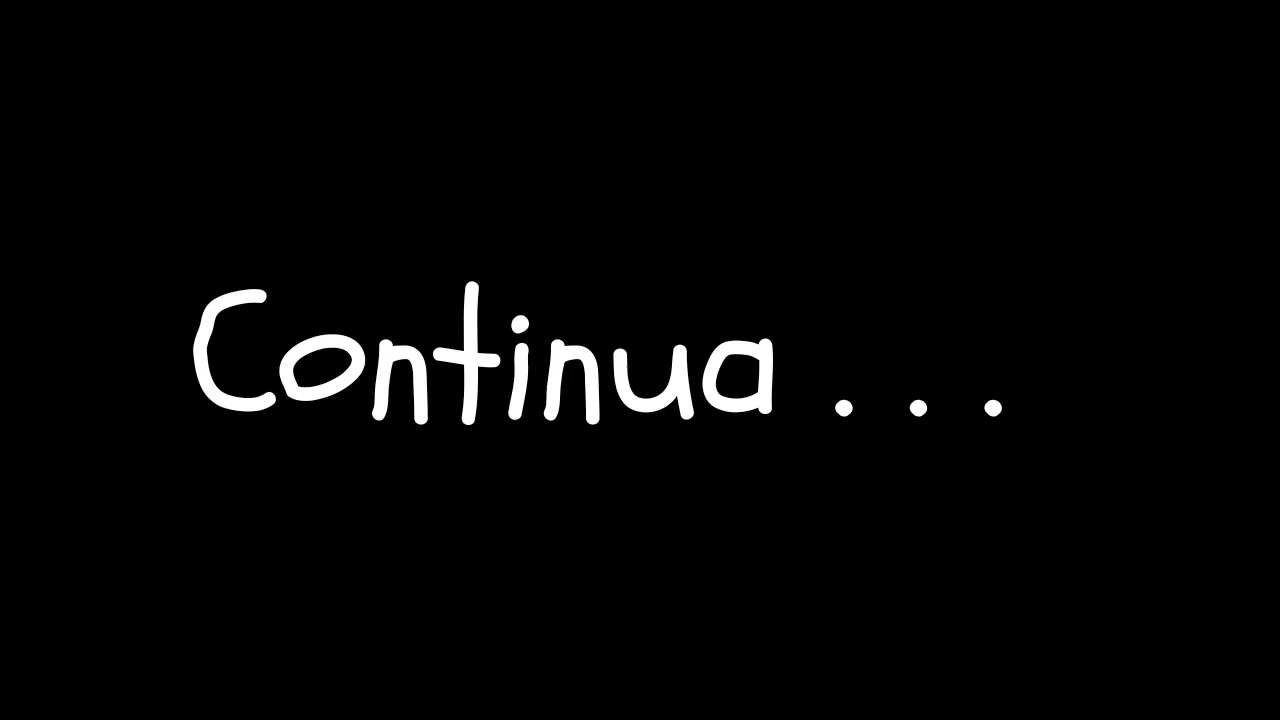 Continua . . .